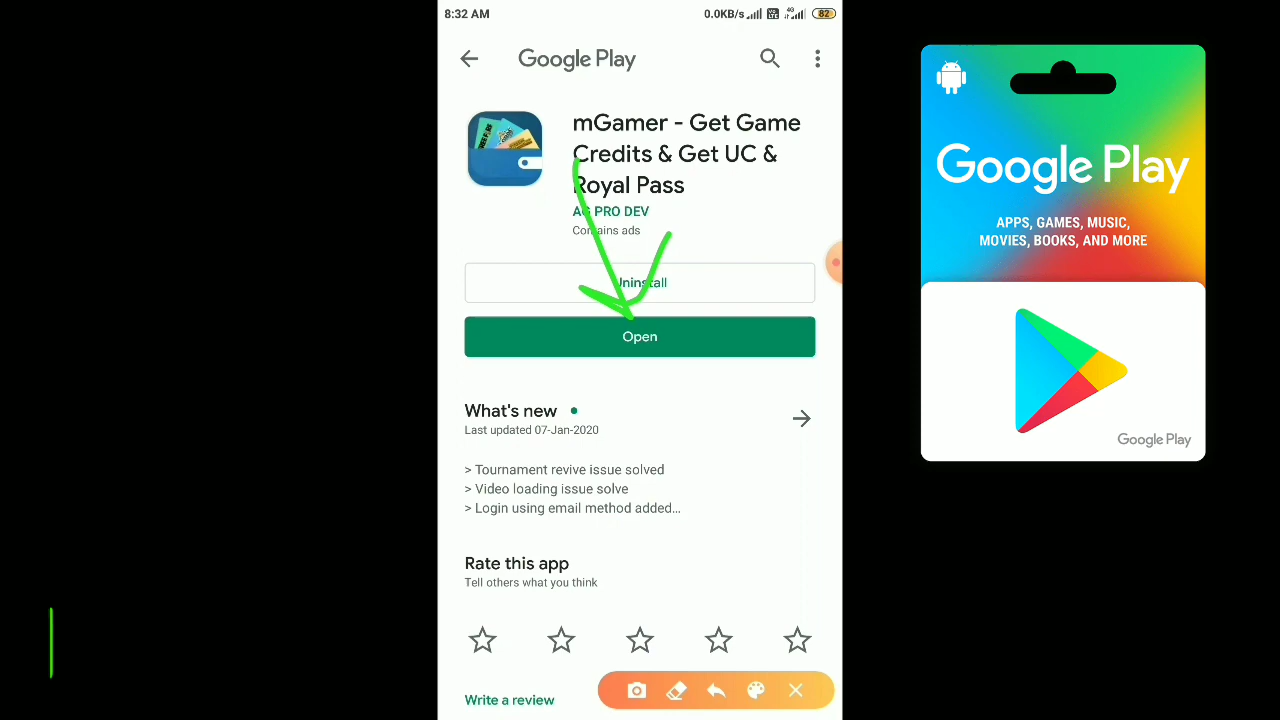 8:32 AM
0.0KB/s
VO
LTE
4G
82
Google Play
mGamer - Get Game
Credits & Get UC &
Royal Pass
AG PRO DEV
Contains ads
Uninstall
Open
What's new
Last updated 07-Jan-2020
> Tournament revive issue solved
> Video loading issue solve
> Login using email method added…
Rate this app
Tell others what you think
Write a review
Google Play
APPS, GAMES, MUSIC,
MOVIES, BOOKS, AND MORE
Google Play